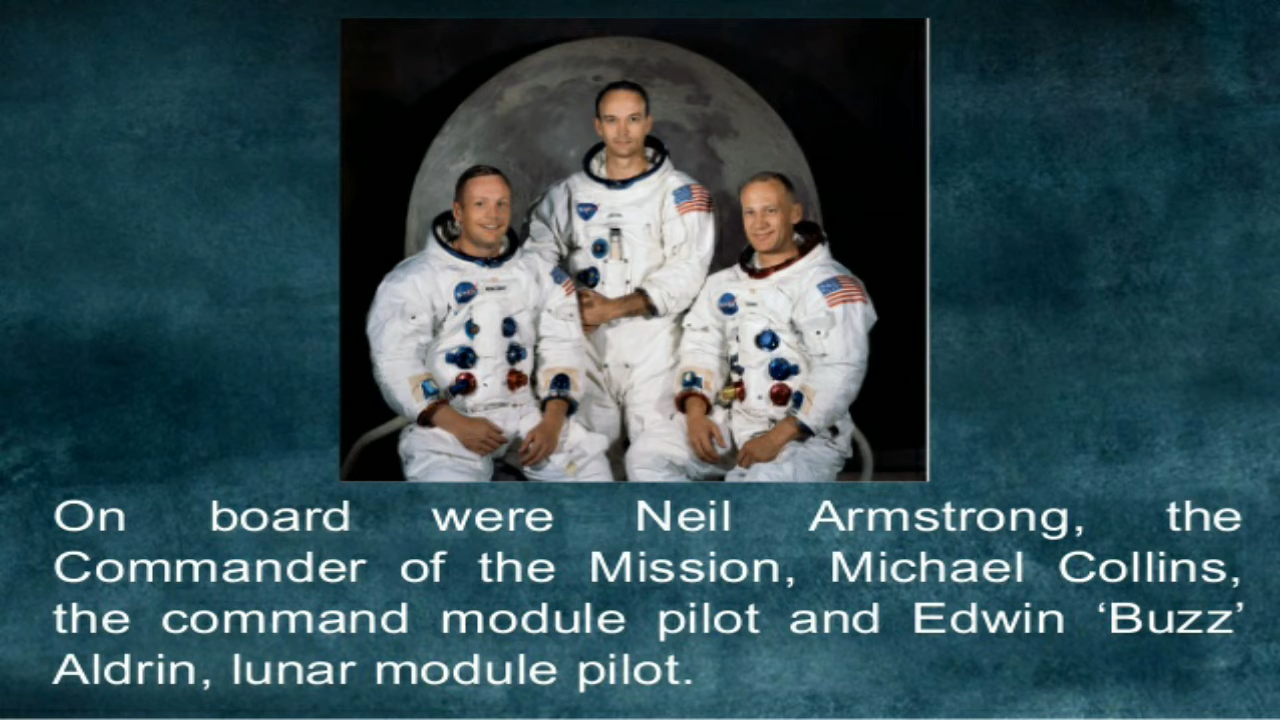 On board were Neil Armstrong, the
Commander of the Mission, Michael Collins,
the command module pilot and Edwin ‘Buzz’
Aldrin, lunar module pilot.